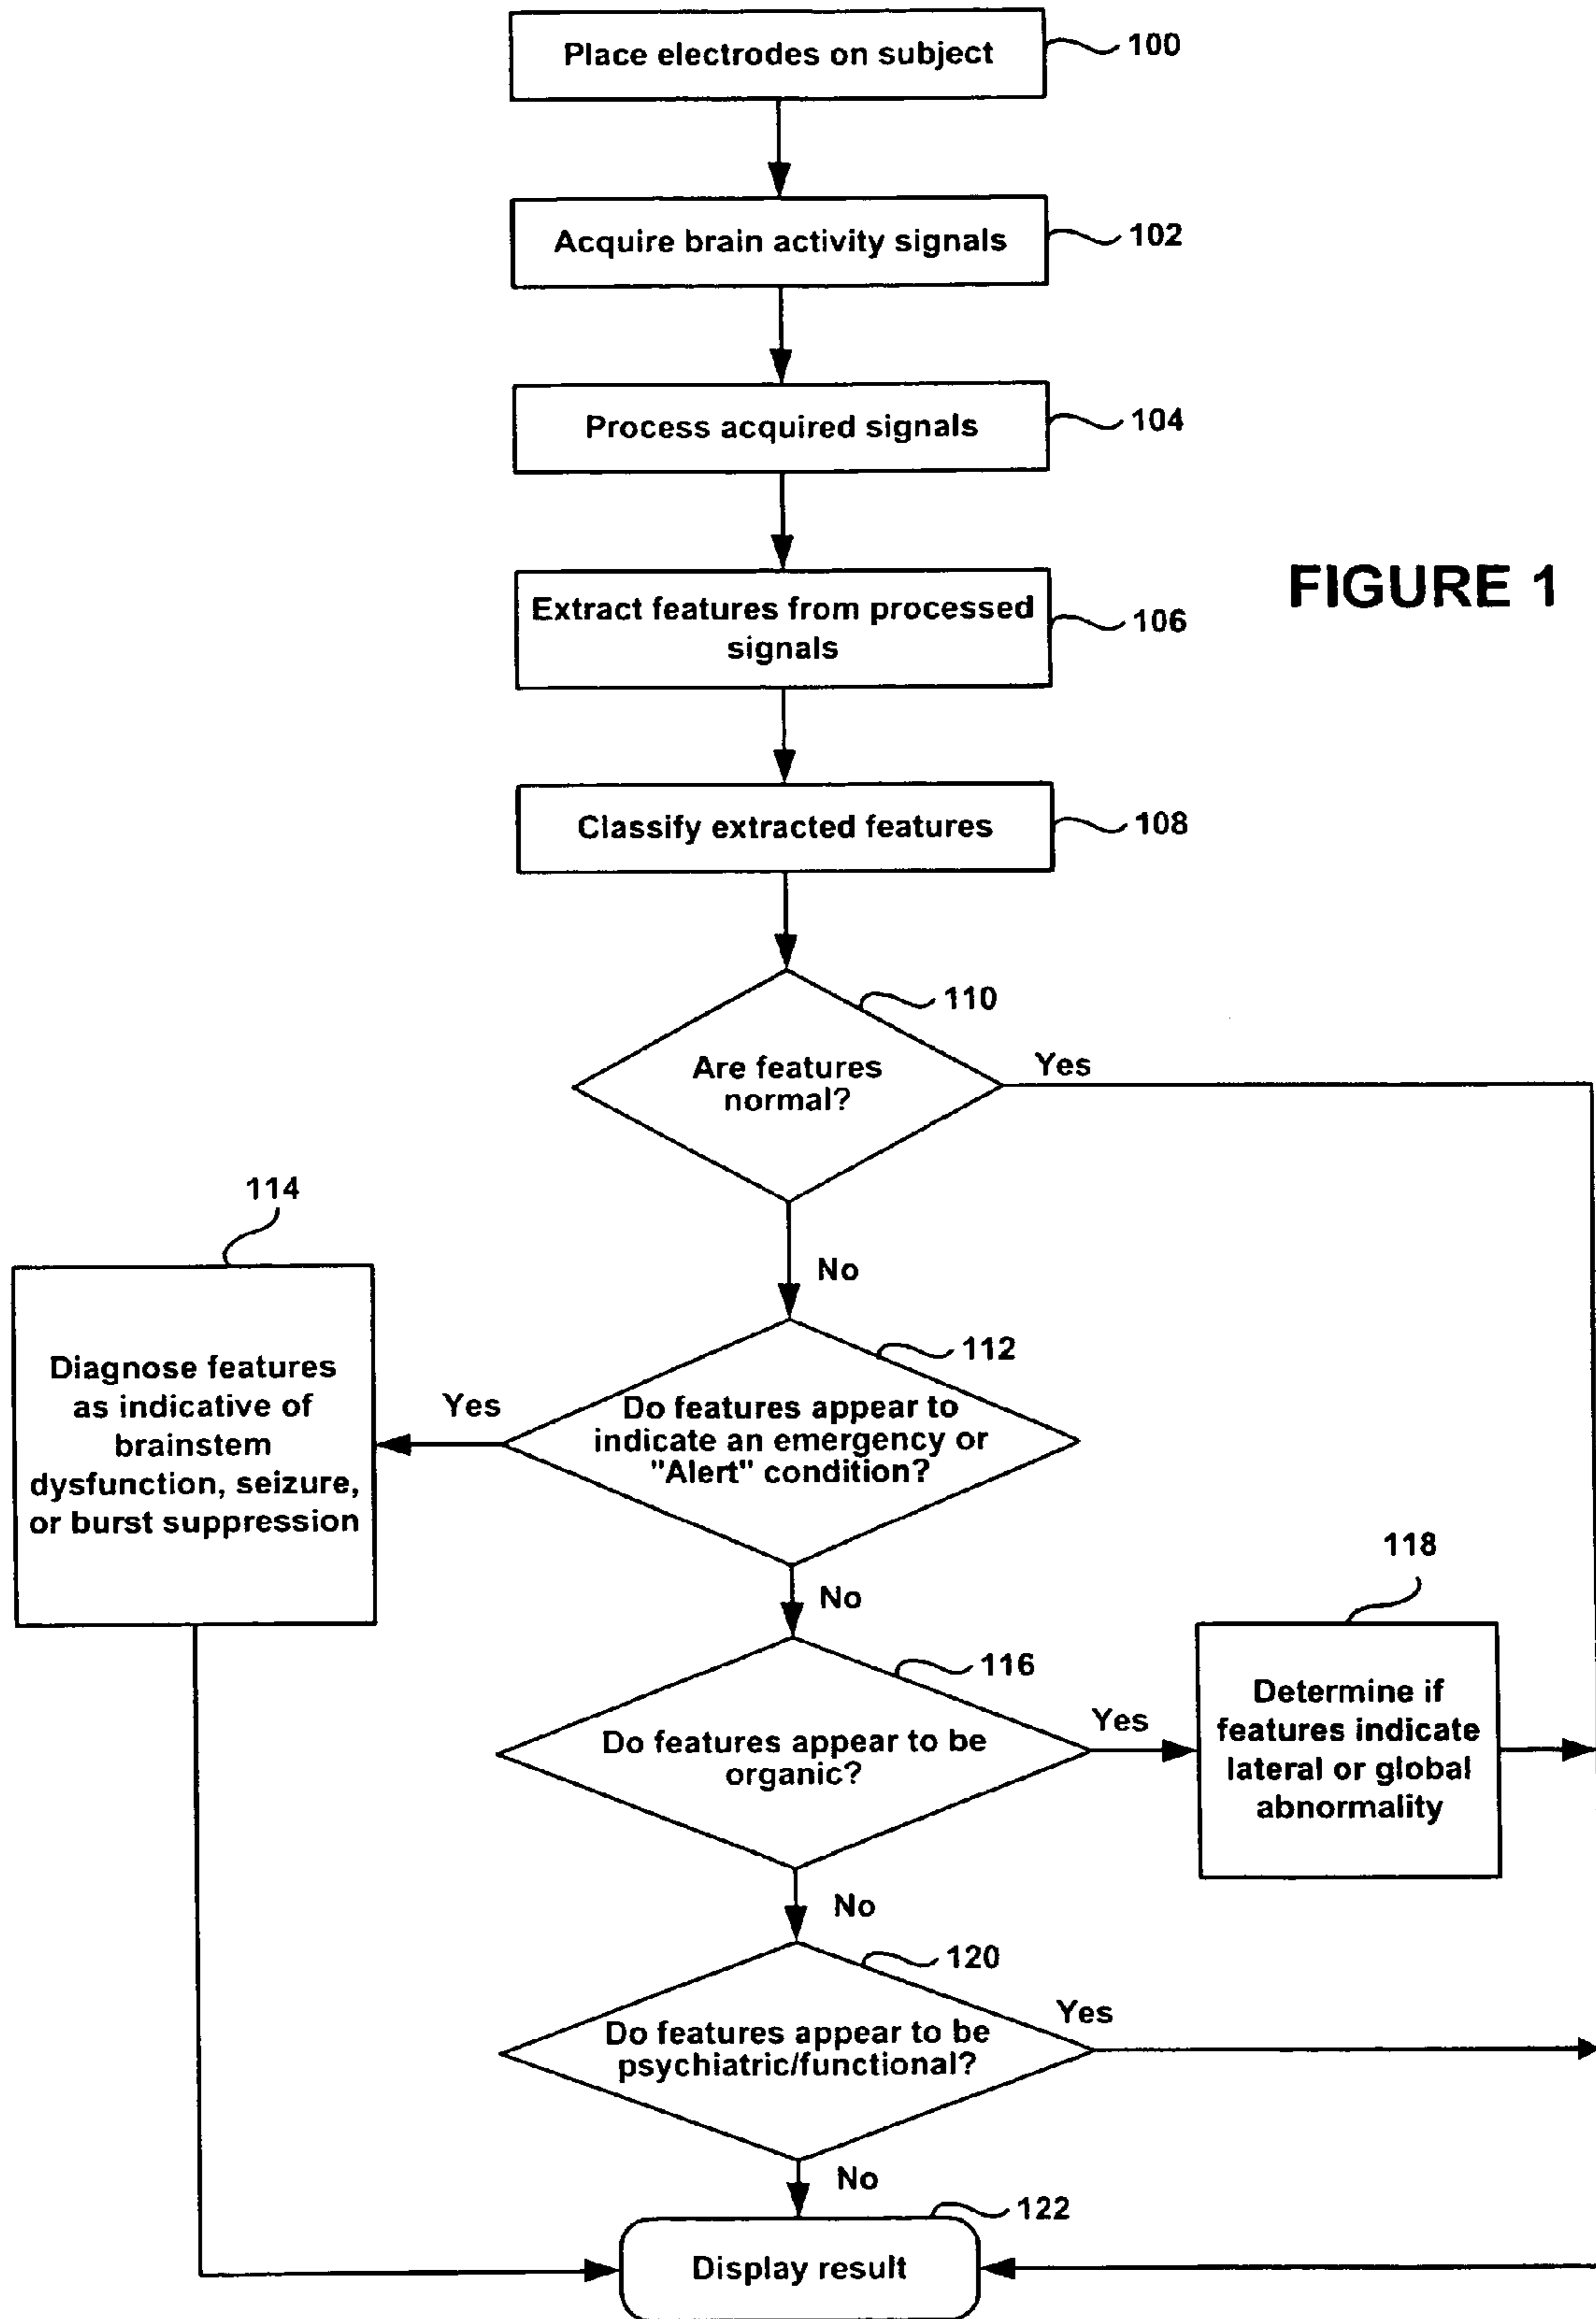 Place electrodes on subject
100
Acquire brain activity signals
102
Process acquired signals
104
FIGURE 1
Extract features from processed
signals
106
Classify extracted features
108
110
Are features
normal?
Yes
114
No
112
Diagnose features
as indicative of
brainstem
dysfunction, seizure,
or burst suppression
Yes
Do features appear to
indicate an emergency or
"Alert" condition?
118
No
116
Do features appear to be
organic?
Yes
Determine if
features indicate
lateral or global
abnormality
No
120
Do features appear to be
psychiatric/functional?
Yes
No
122
Display result